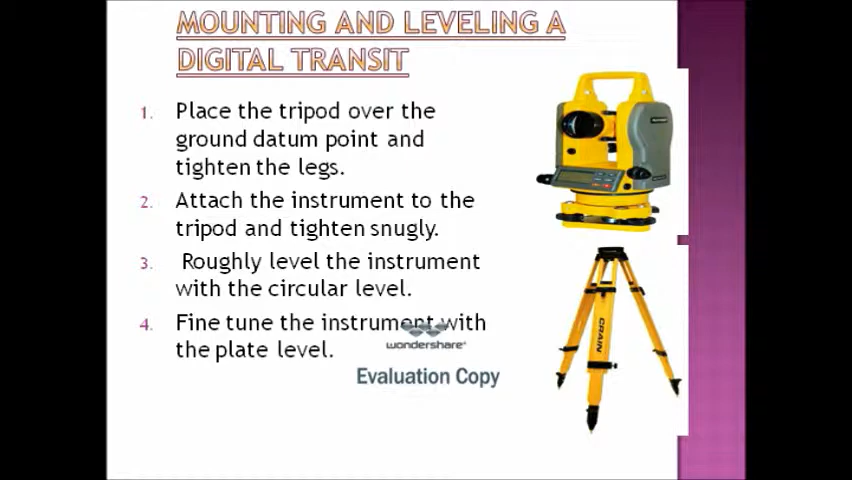 MOUNTING AND LEVELING A
DIGITAL TRANSIT
1. Place the tripod over the
ground datum point and
tighten the legs.
2. Attach the instrument to the
tripod and tighten snugly.
3. Roughly level the instrument
with the circular level.
4. Fine tune the instrument with
the plate level.
wondershare
Evaluation Copy
CRAIN